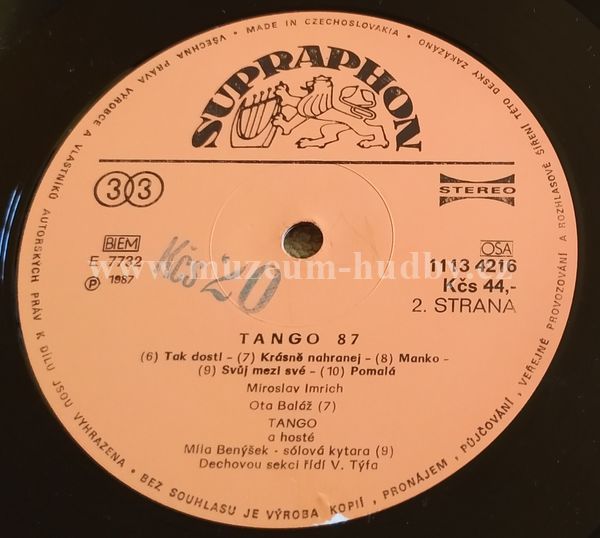 VŠECHNA PRÁVA VÝROBCE A VLASTNÍKŮ AUTORSKÝCH PRÁV K DÍLU JSOU VYHRAZENA • BEZ SOUHLASU JE VÝROBA KOPIÍ, PRONÁJEM, PŮJČOVÁNÍ, VEŘEJNÉ PROVOZOVÁNÍ A ROZHLASOVÉ ŠÍŘENÍ TÉTO DESKY ZAKÁZÁNO • MADE IN CZECHOSLOVAKIA •
SUPRAPHON
33
STEREO
BIEM
E 7732
Ⓟ 1987
Kčs 20
OSA
1113 4216
Kčs 44,-
2. STRANA
www.muzeum-hudby.cz
TANGO 87
(6) Tak dostl - (7) Krásně nahranej - (8) Manko -
(9) Svůj mezl své - (10) Pomalá
Miroslav Imrich
Ota Baláž (7)
TANGO
a hosté
Míla Benýšek - sólová kytara (9)
Dechovou sekci řídí V. Týfa